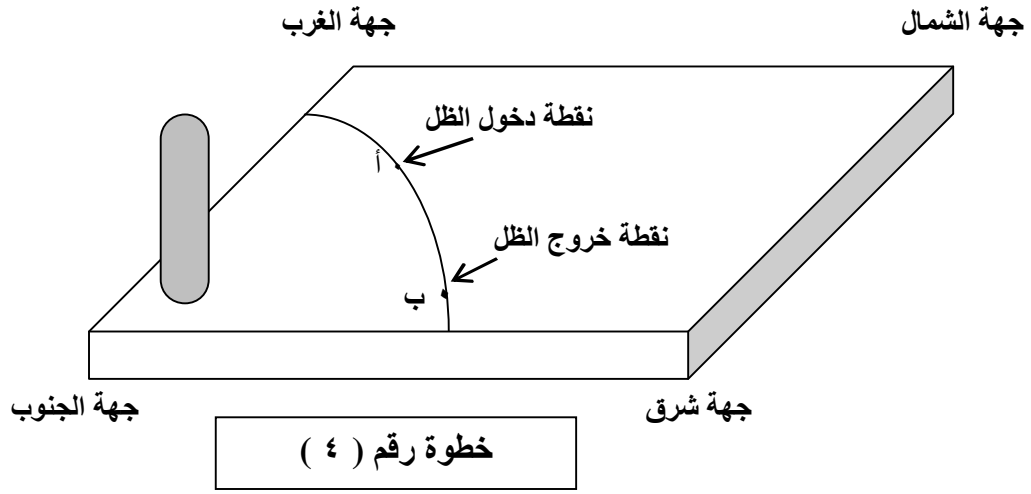 جهة الشمال
جهة الغرب
نقطة دخول الظل
أ
نقطة خروج الظل
ب
جهة شرق
جهة الجنوب
خطوة رقم ( ٤ )